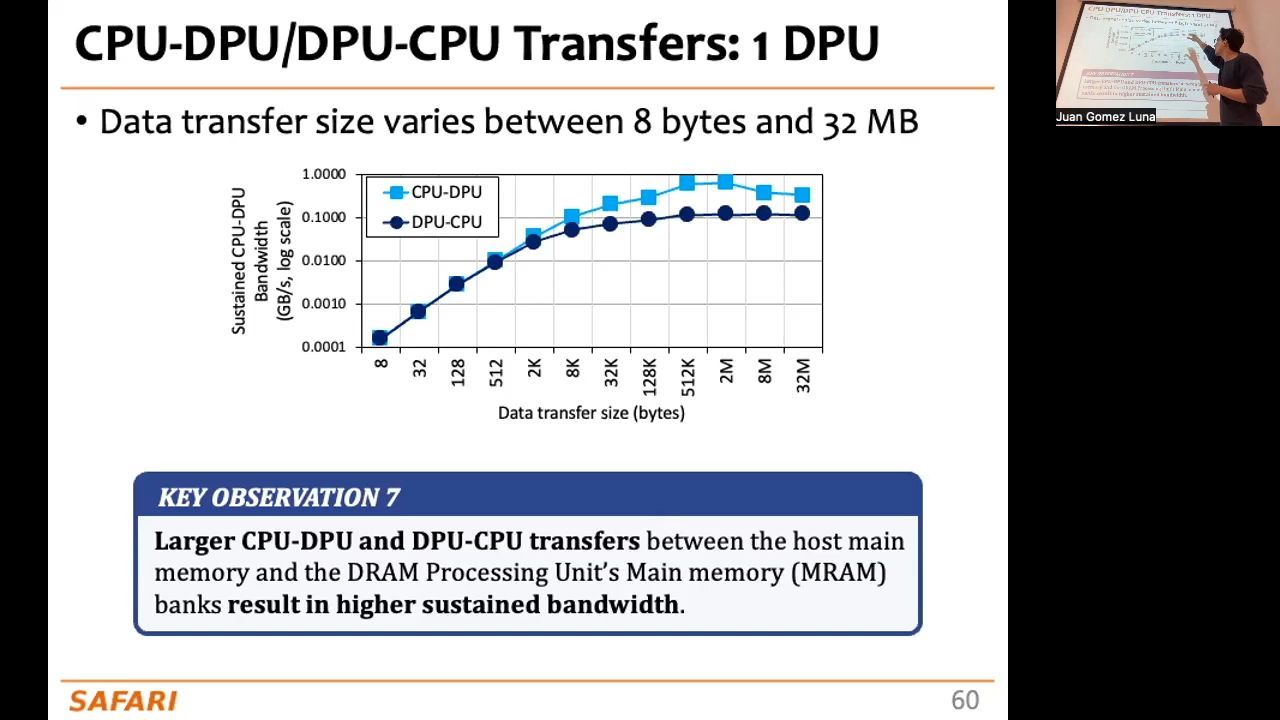 CPU-DPU/DPU-CPU Transfers: 1 DPU
• Data transfer size varies between 8 bytes and 32 MB
Sustained CPU-DPU
Bandwidth
(GB/s, log scale)
1.0000
0.1000
0.0100
0.0010
0.0001
CPU-DPU
DPU-CPU
8 32 128 512 2K 8K 32K 128K 512K 2M 8M 32M
Data transfer size (bytes)
KEY OBSERVATION 7
Larger CPU-DPU and DPU-CPU transfers between the host main
memory and the DRAM Processing Unit’s Main memory (MRAM)
banks result in higher sustained bandwidth.
SAFARI
60
Juan Gomez Luna